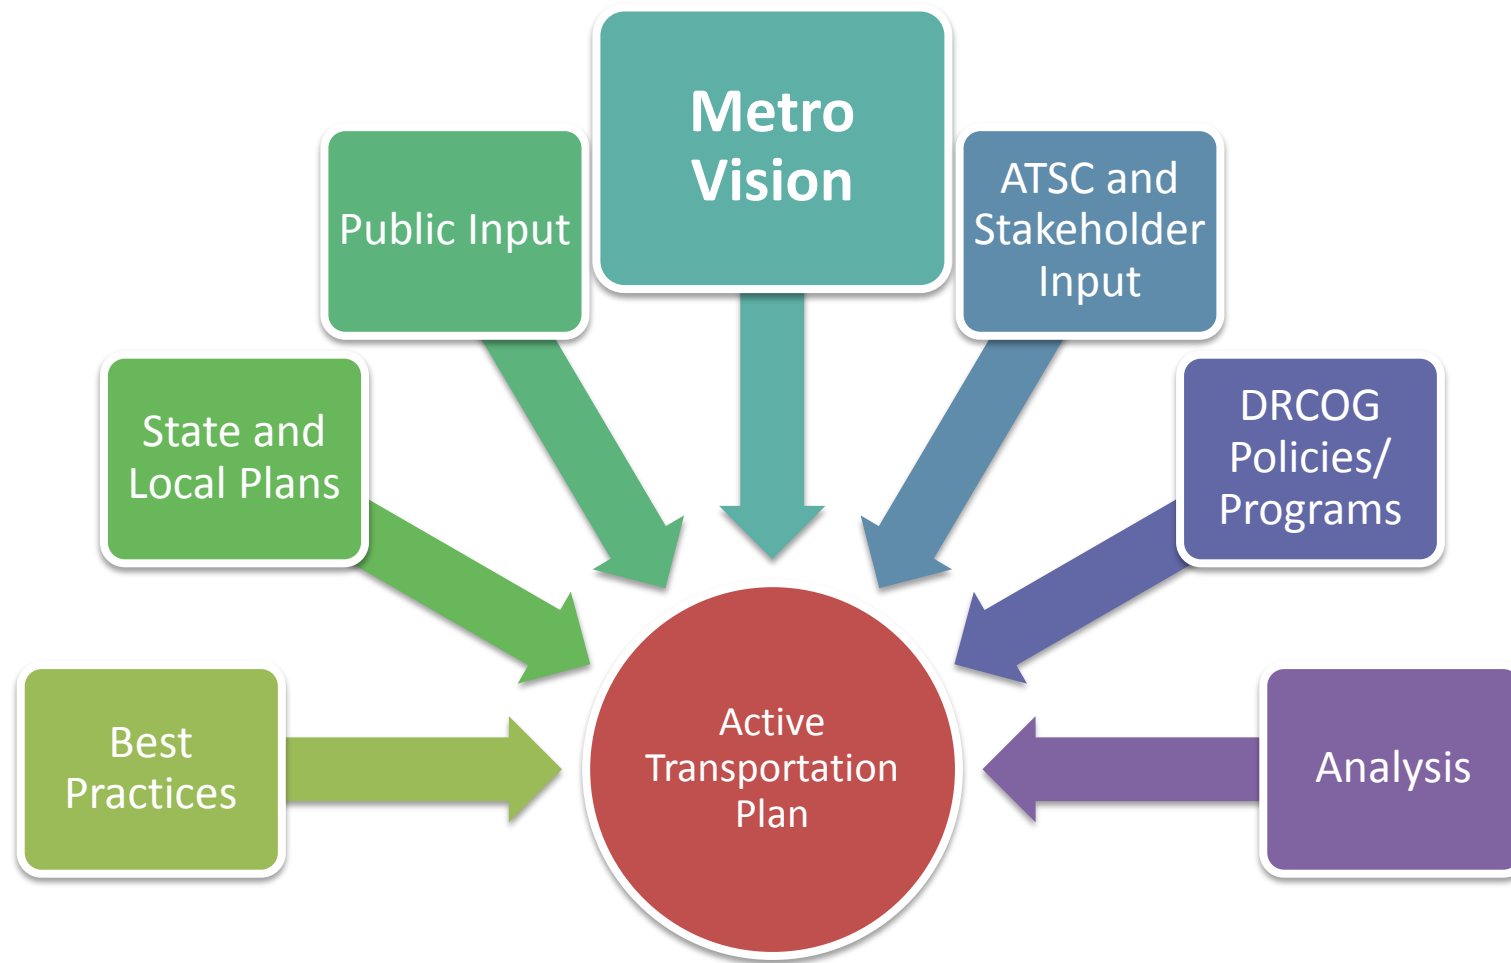 Metro
Vision
Public Input
ATSC and
Stakeholder
Input
State and
Local Plans
DRCOG
Policies/
Programs
Best
Practices
Active
Transportation
Plan
Analysis